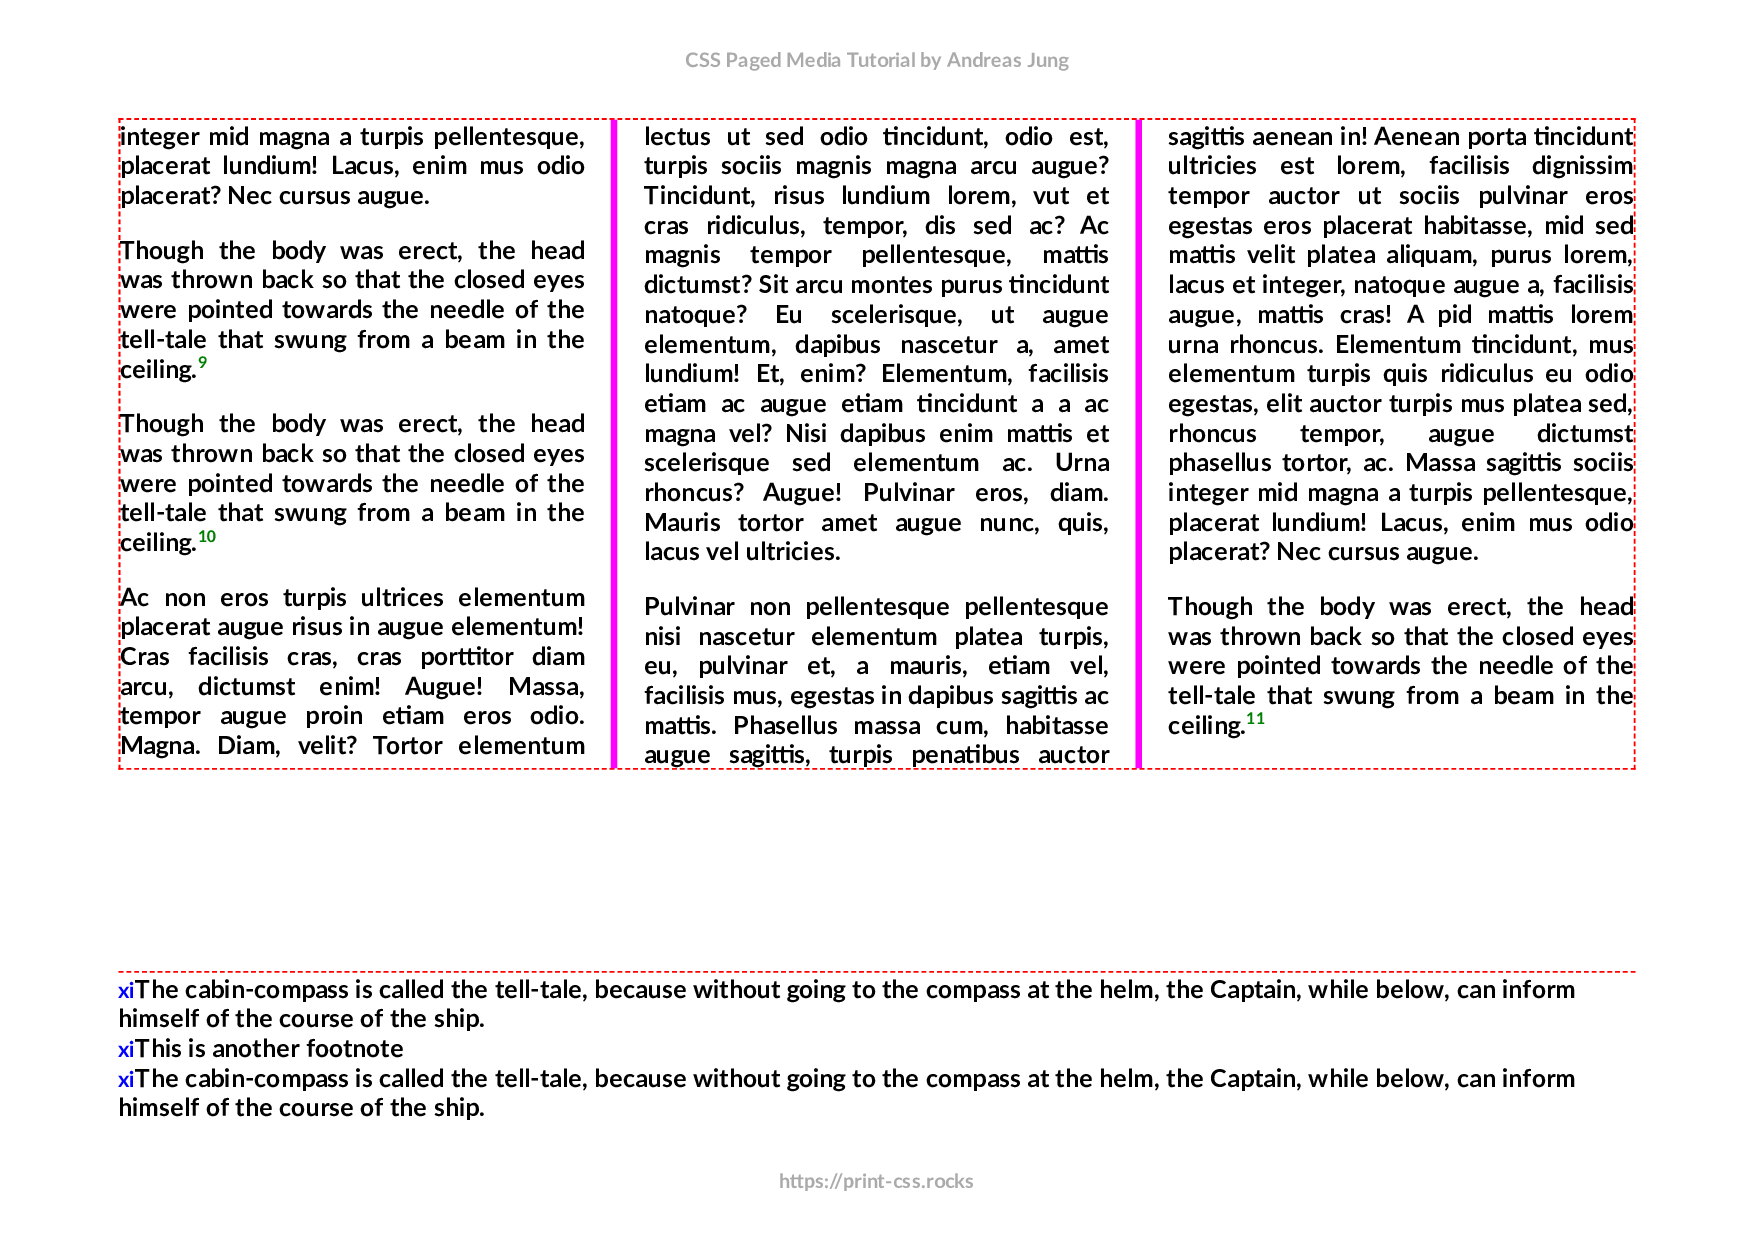 CSS Paged Media Tutorial by Andreas Jung
integer mid magna a turpis pellentesque,
placerat lundium! Lacus, enim mus odio
placerat? Nec cursus augue.
Though the body was erect, the head
was thrown back so that the closed eyes
were pointed towards the needle of the
tell-tale that swung from a beam in the
ceiling.9
Though the body was erect, the head
was thrown back so that the closed eyes
were pointed towards the needle of the
tell-tale that swung from a beam in the
ceiling.10
Ac non eros turpis ultrices elementum
placerat augue risus in augue elementum!
Cras facilisis cras, cras porttitor diam
arcu, dictumst enim! Augue! Massa,
tempor augue proin etiam eros odio.
Magna. Diam, velit? Tortor elementum
lectus ut sed odio tincidunt, odio est,
turpis sociis magnis magna arcu augue?
Tincidunt, risus lundium lorem, vut et
cras ridiculus, tempor, dis sed ac? Ac
magnis tempor pellentesque, mattis
dictumst? Sit arcu montes purus tincidunt
natoque? Eu scelerisque, ut augue
elementum, dapibus nascetur a, amet
lundium! Et, enim? Elementum, facilisis
etiam ac augue etiam tincidunt a a ac
magna vel? Nisi dapibus enim mattis et
scelerisque sed elementum ac. Urna
rhoncus? Augue! Pulvinar eros, diam.
Mauris tortor amet augue nunc, quis,
lacus vel ultricies.
Pulvinar non pellentesque pellentesque
nisi nascetur elementum platea turpis,
eu, pulvinar et, a mauris, etiam vel,
facilisis mus, egestas in dapibus sagittis ac
mattis. Phasellus massa cum, habitasse
augue sagittis, turpis penatibus auctor
sagittis aenean in! Aenean porta tincidunt
ultricies est lorem, facilisis dignissim
tempor auctor ut sociis pulvinar eros
egestas eros placerat habitasse, mid sed
mattis velit platea aliquam, purus lorem,
lacus et integer, natoque augue a, facilisis
augue, mattis cras! A pid mattis lorem
urna rhoncus. Elementum tincidunt, mus
elementum turpis quis ridiculus eu odio
egestas, elit auctor turpis mus platea sed,
rhoncus tempor, augue dictumst
phasellus tortor, ac. Massa sagittis sociis
integer mid magna a turpis pellentesque,
placerat lundium! Lacus, enim mus odio
placerat? Nec cursus augue.
Though the body was erect, the head
was thrown back so that the closed eyes
were pointed towards the needle of the
tell-tale that swung from a beam in the
ceiling.11
xiThe cabin-compass is called the tell-tale, because without going to the compass at the helm, the Captain, while below, can inform
himself of the course of the ship.
xiThis is another footnote
xiThe cabin-compass is called the tell-tale, because without going to the compass at the helm, the Captain, while below, can inform
himself of the course of the ship.
https://print-css.rocks